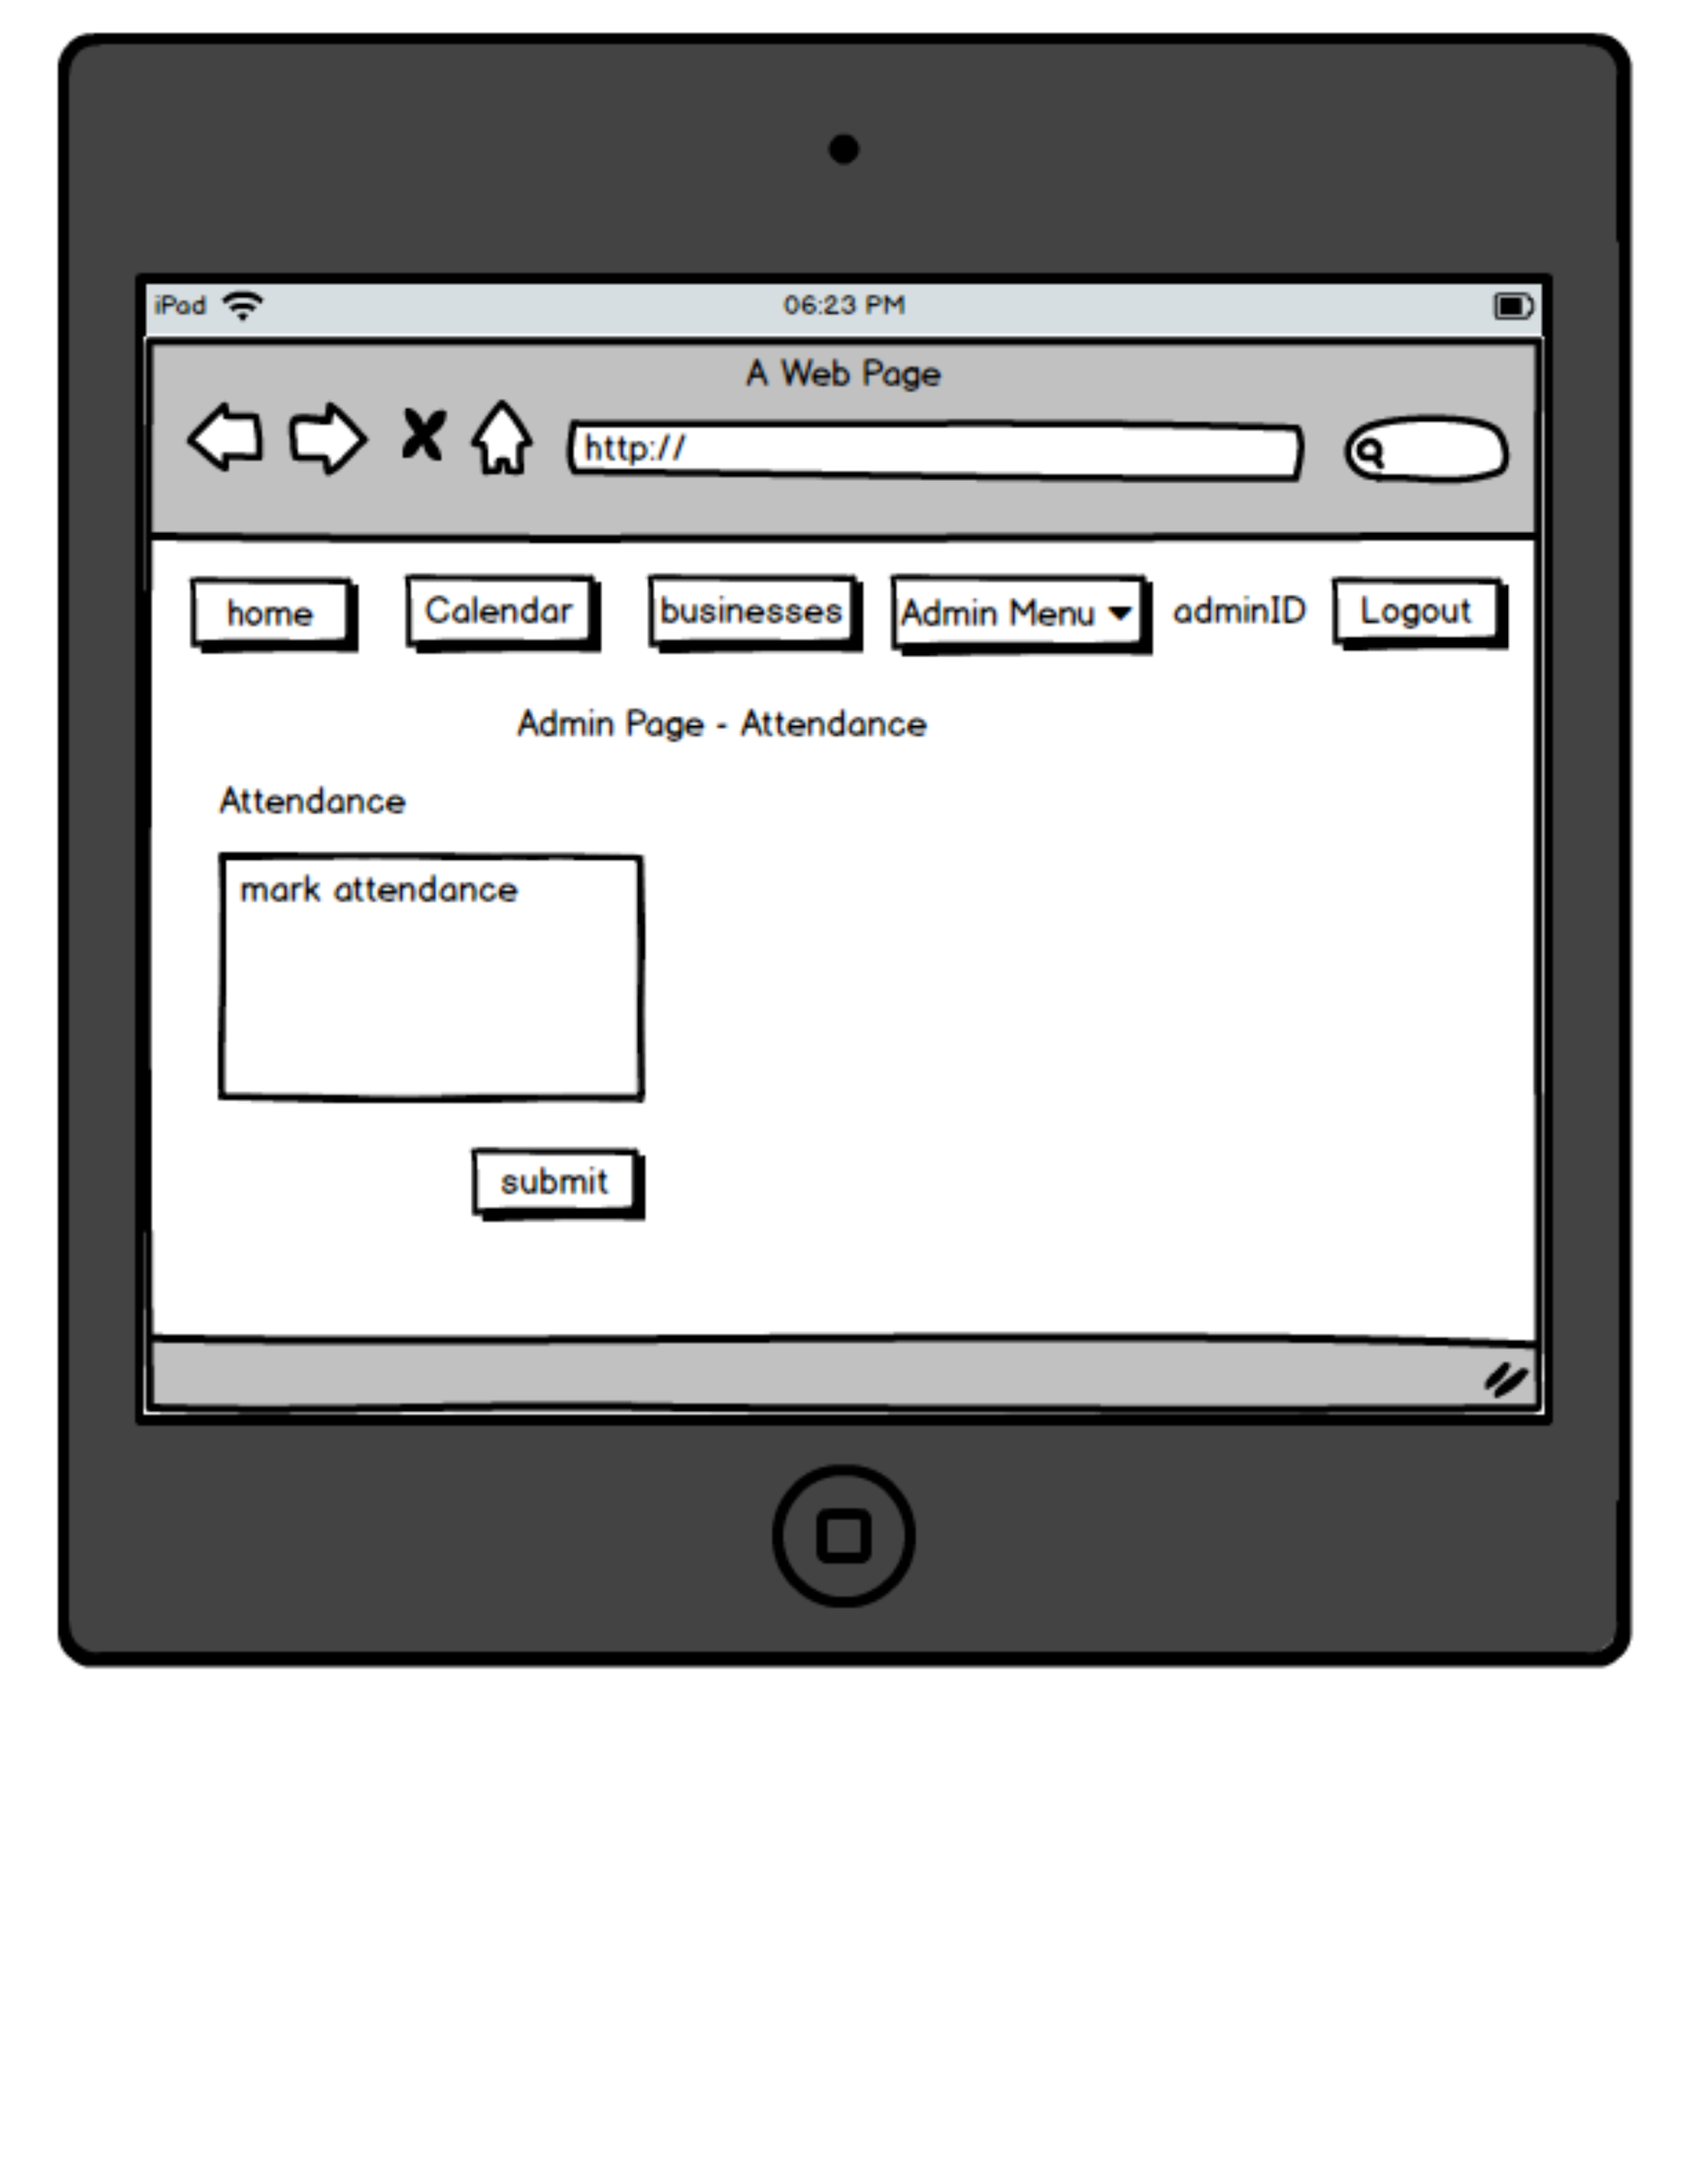 iPad 06:23 PM
A Web Page
http://
home Calendar businesses Admin Menu adminID Logout
Admin Page - Attendance
Attendance
mark attendance
submit